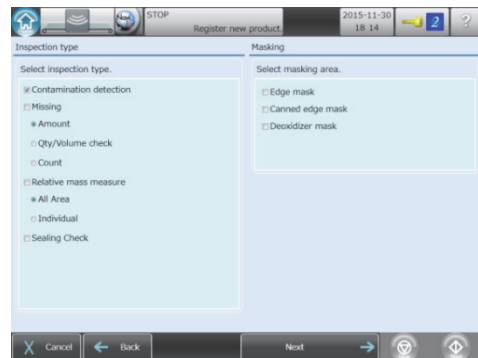 STOP
Register new product.
2015-11-30
18 14
2
?
Inspection type
Masking
Select inspection type.
Select masking area.
Contamination detection
Missing
Amount
Qty/Volume check
Count
Relative mass measure
All Area
Individual
Sealing Check
Edge mask
Canned edge mask
Deoxidizer mask
X Cancel
Back
Next